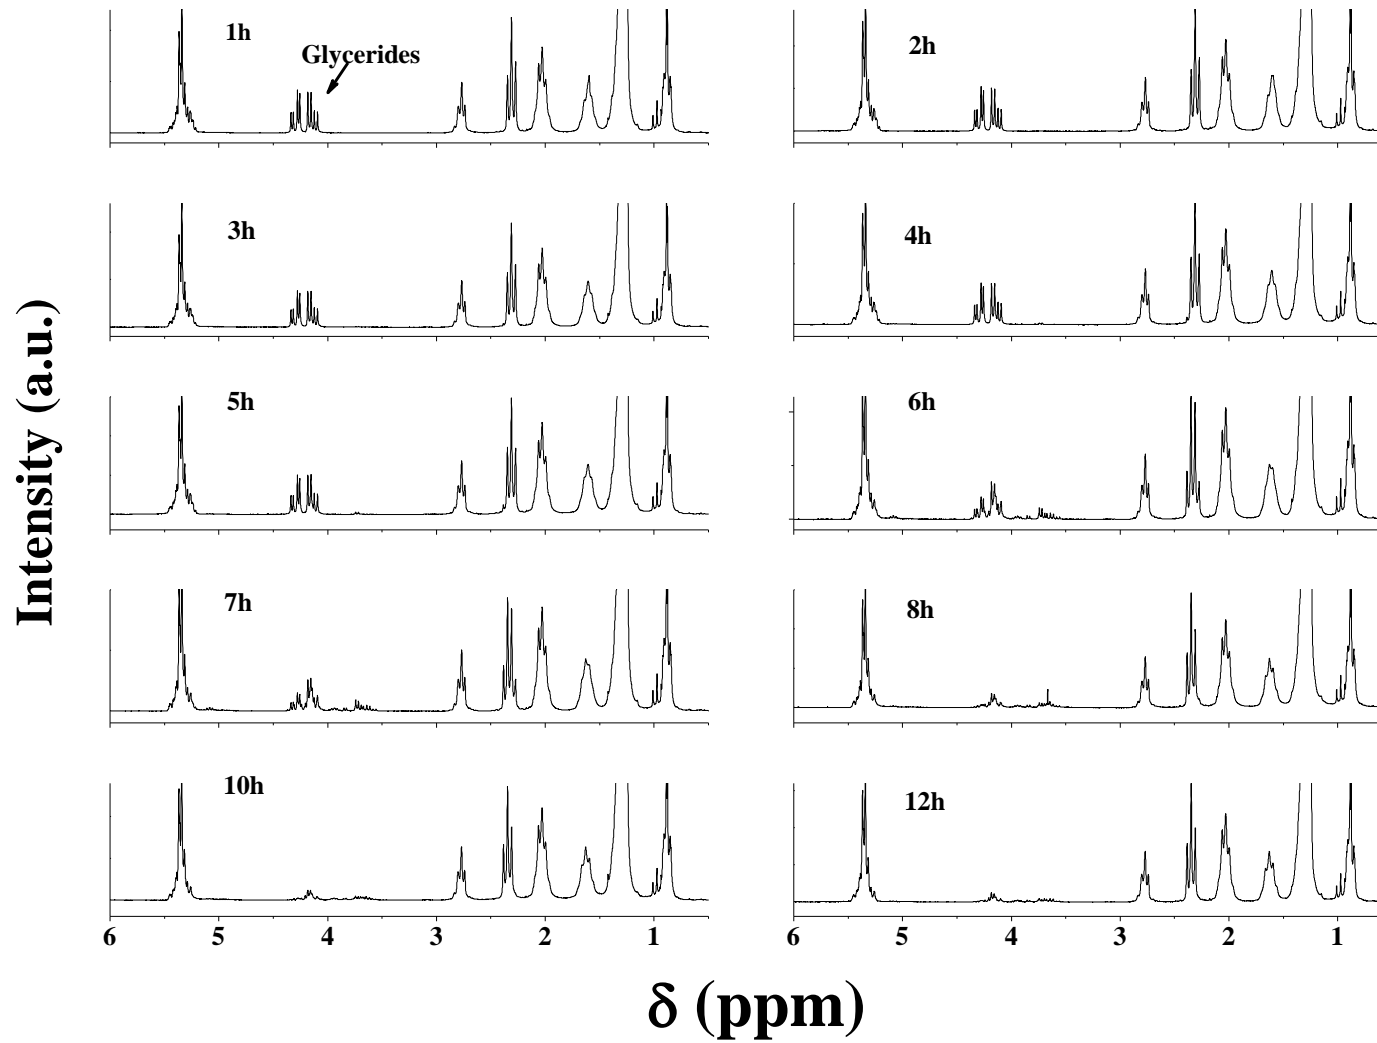 1h
Glycerides
2h
3h
4h
5h
6h
7h
8h
10h
12h
Intensity (a.u.)
6 5 4 3 2 1
6 5 4 3 2 1
δ (ppm)